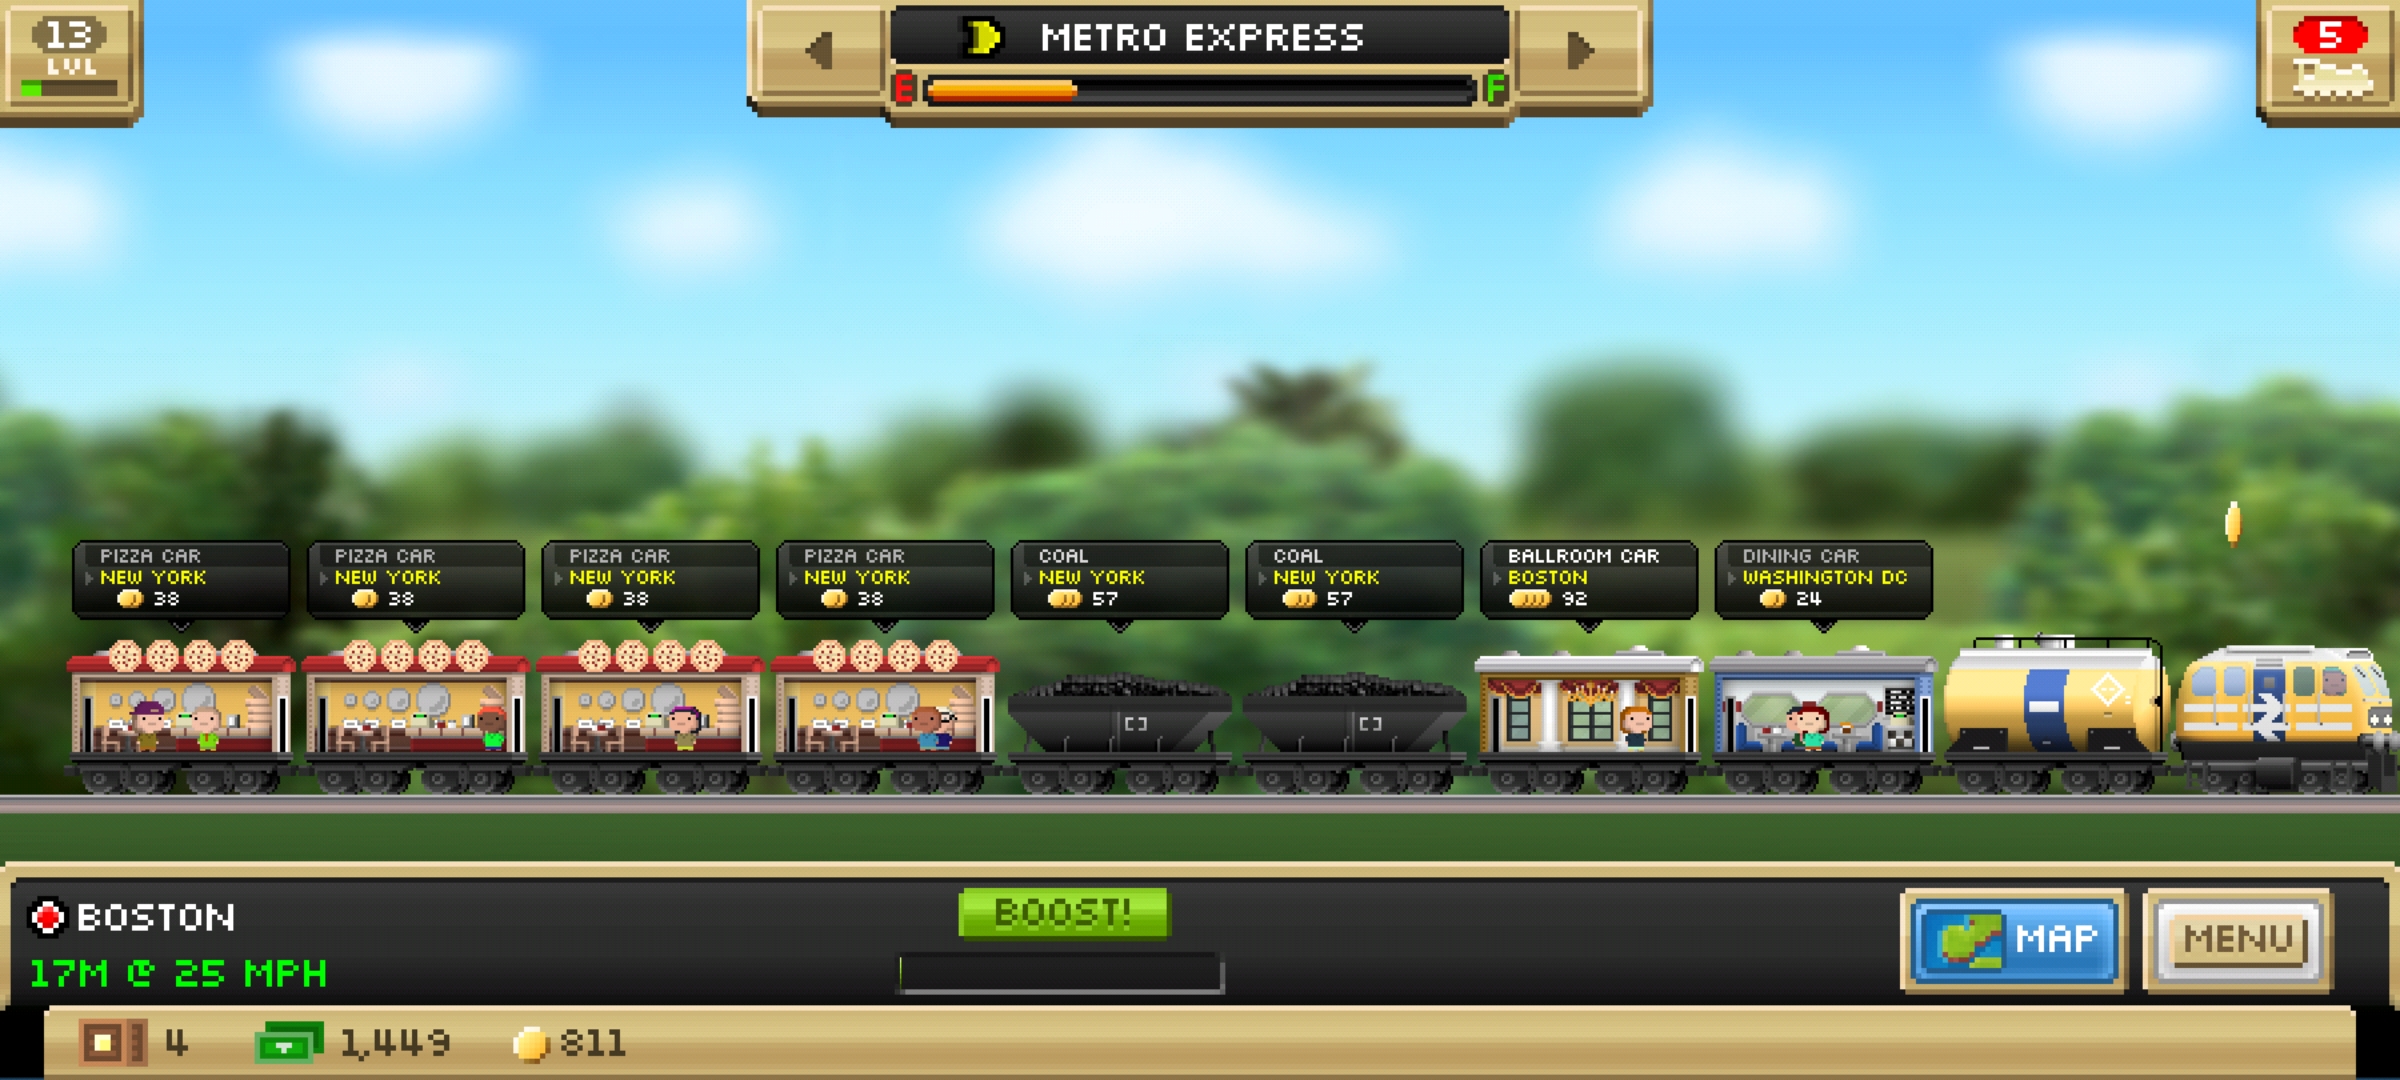 13
LVL
METRO EXPRESS
E F
5
PIZZA CAR
NEW YORK
38
PIZZA CAR
NEW YORK
38
PIZZA CAR
NEW YORK
38
PIZZA CAR
NEW YORK
38
COAL
NEW YORK
57
COAL
NEW YORK
57
BALLROOM CAR
BOSTON
92
DINING CAR
WASHINGTON DC
24
BOSTON
17M @ 25 MPH
BOOST!
MAP
MENU
4
1,449
811